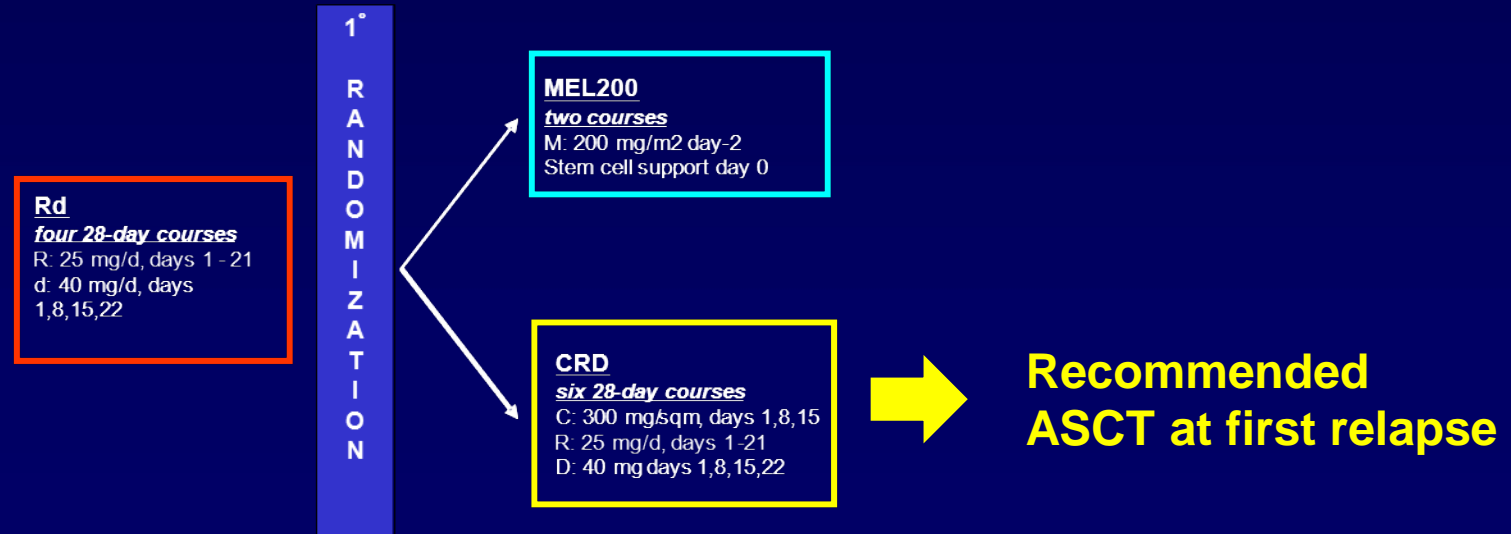 Rd
four 28-day courses
R: 25 mg/d, days 1 - 21
d: 40 mg/d, days
1,8,15,22
1°
R
A
N
D
O
M
I
Z
A
T
I
O
N
MEL200
two courses
M: 200 mg/m2 day-2
Stem cell support day 0
CRD
six 28-day courses
C: 300 mg/sqm, days 1,8,15
R: 25 mg/d, days 1-21
D: 40 mg days 1,8,15,22
Recommended
ASCT at first relapse